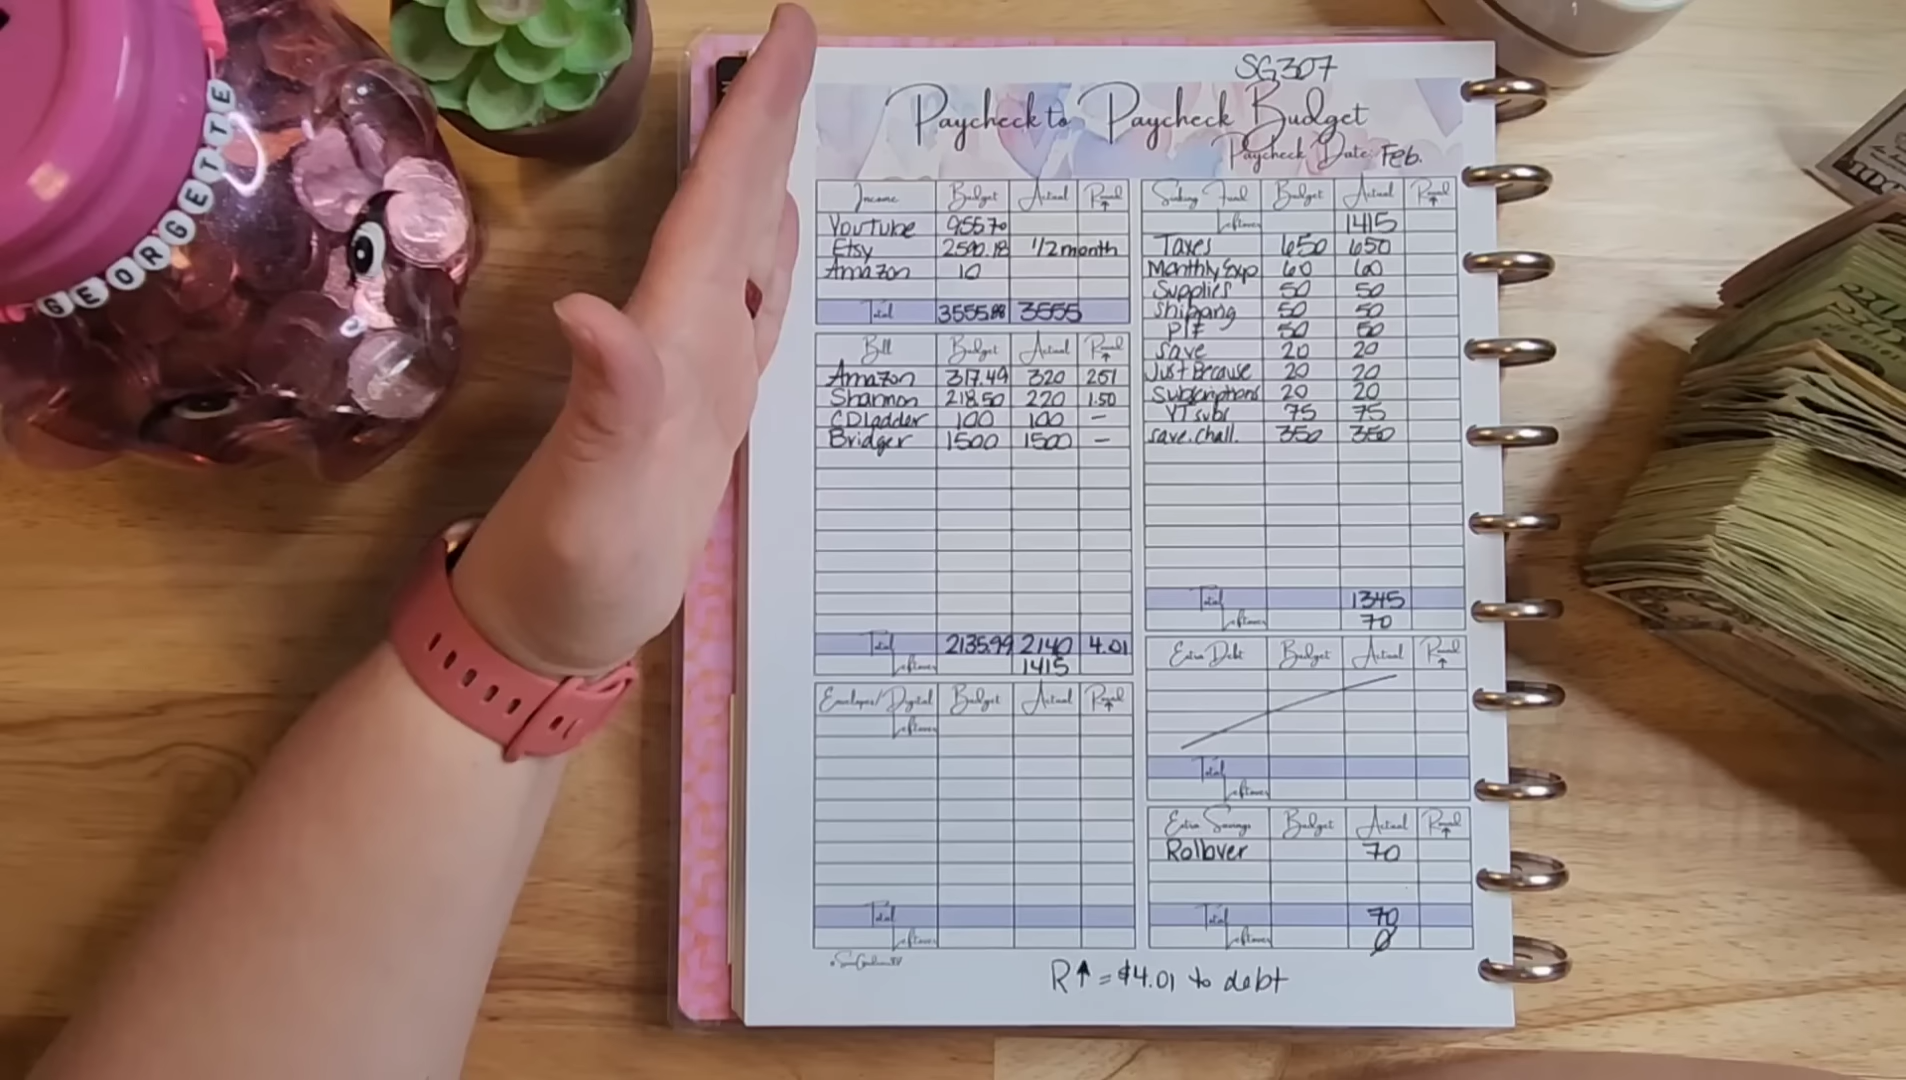 GEORGETTE
SG307
Paycheck to Paycheck Budget
Paycheck Date: Feb.
Income Budget Actual Round ↑
YouTube 955.70
Etsy 2590.18 1/2 month
Amazon 10
Total 3555.88 3555
Bill Budget Actual Round ↑
Amazon 317.49 320 2.51
Shannon 218.50 220 1.50
CD ladder 100 100 –
Bridger 1500 1500 –
Total 2135.99 2140 4.01
Leftover 1415
Envelopes/Digital Budget Actual Round ↑
Leftover
Total
Leftover
Sinking Fund Budget Actual Round ↑
Leftover 1415
Taxes 650 650
Monthly Exp 60 60
Supplies 50 50
Shipping 50 50
PIF 50 50
save 20 20
Just Because 20 20
Subscriptions 20 20
YT subs 75 75
save. chall. 350 350
Total 1345
Leftover 70
Extra Debt Budget Actual Round ↑
Total
Leftover
Extra Savings Budget Actual Round ↑
Rollover 70
Total 70
Leftover 0
R↑ = $4.01 to debt